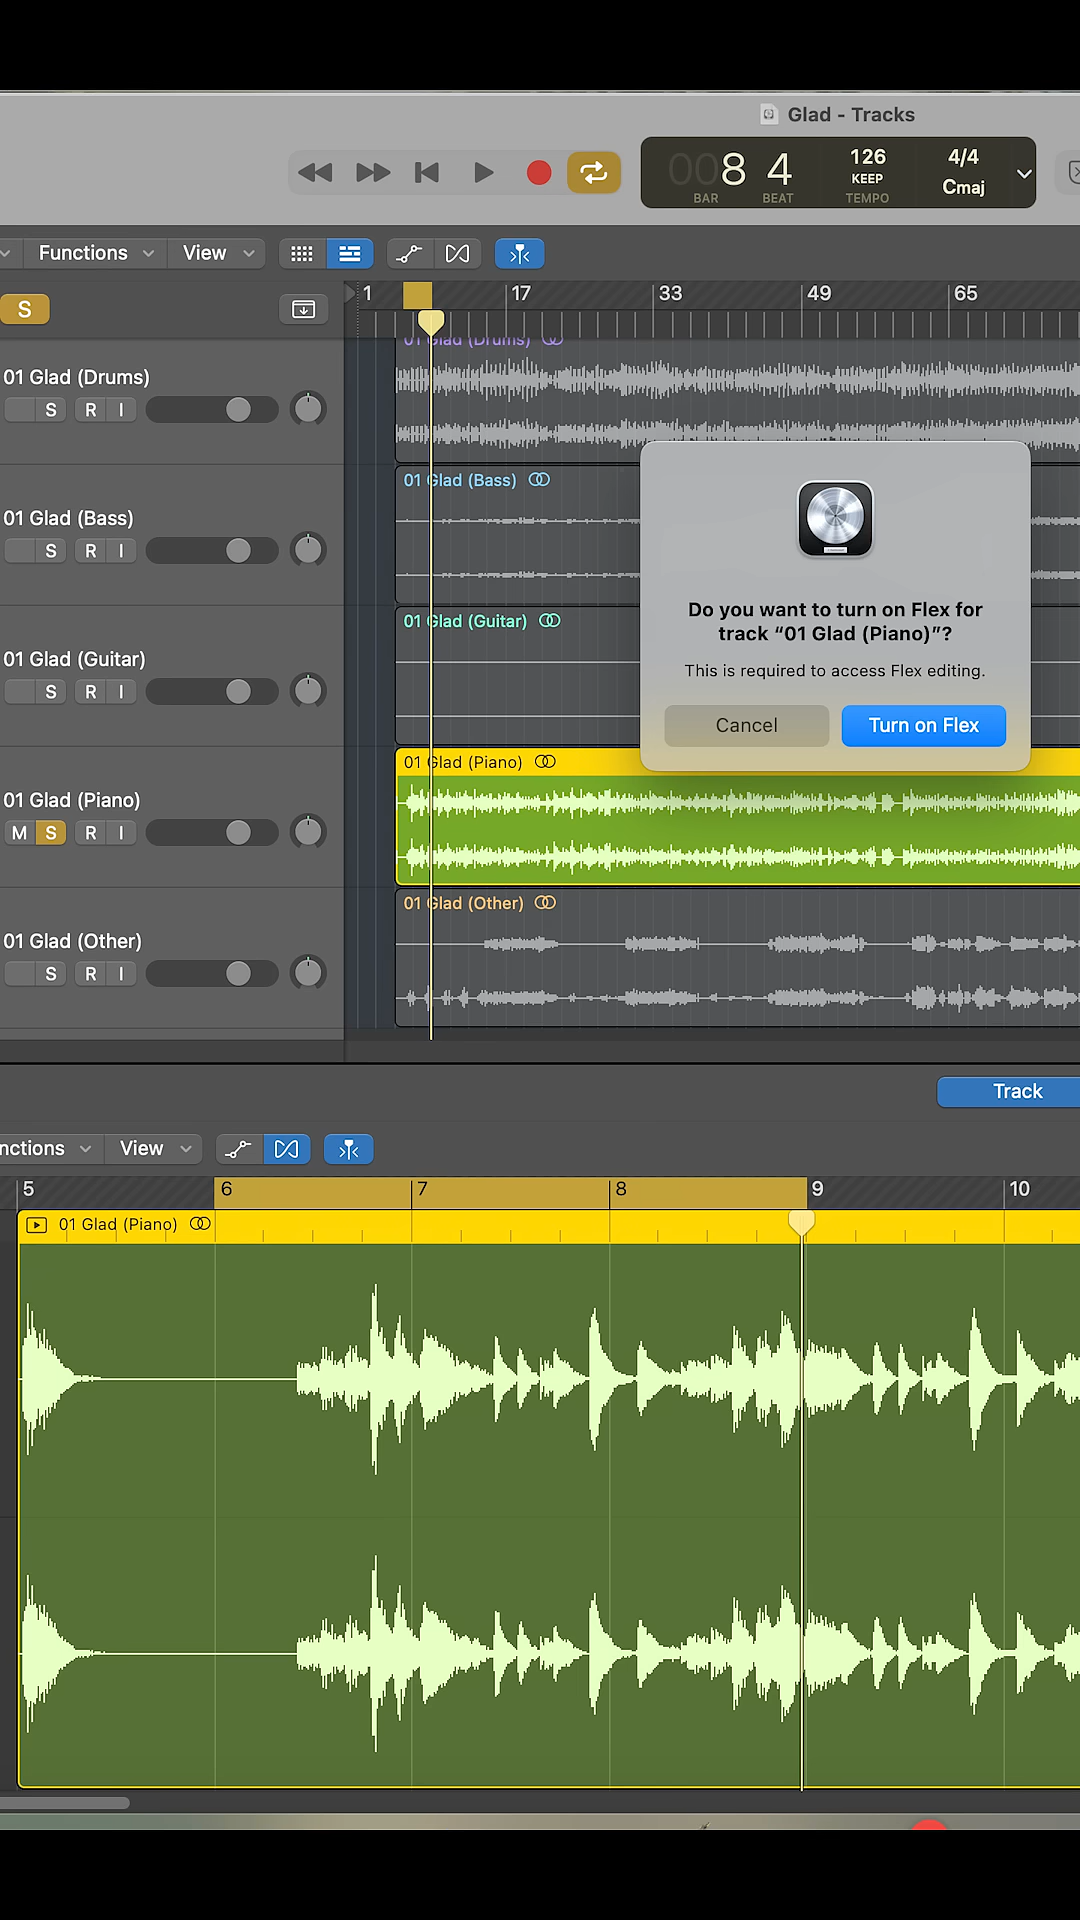 Glad - Tracks
008 4
126
KEEP
4/4
Cmaj
BAR BEAT TEMPO
Functions View
S
1 17 33 49 65
01 Glad (Drums)
01 Glad (Drums)
S R I
01 Glad (Bass)
01 Glad (Bass)
S R I
01 Glad (Guitar)
01 Glad (Guitar)
S R I
Do you want to turn on Flex for
track “01 Glad (Piano)”?
This is required to access Flex editing.
Cancel Turn on Flex
01 Glad (Piano)
01 Glad (Piano)
M S R I
01 Glad (Other)
01 Glad (Other)
S R I
Track
nctions View
5 6 7 8 9 10
01 Glad (Piano)